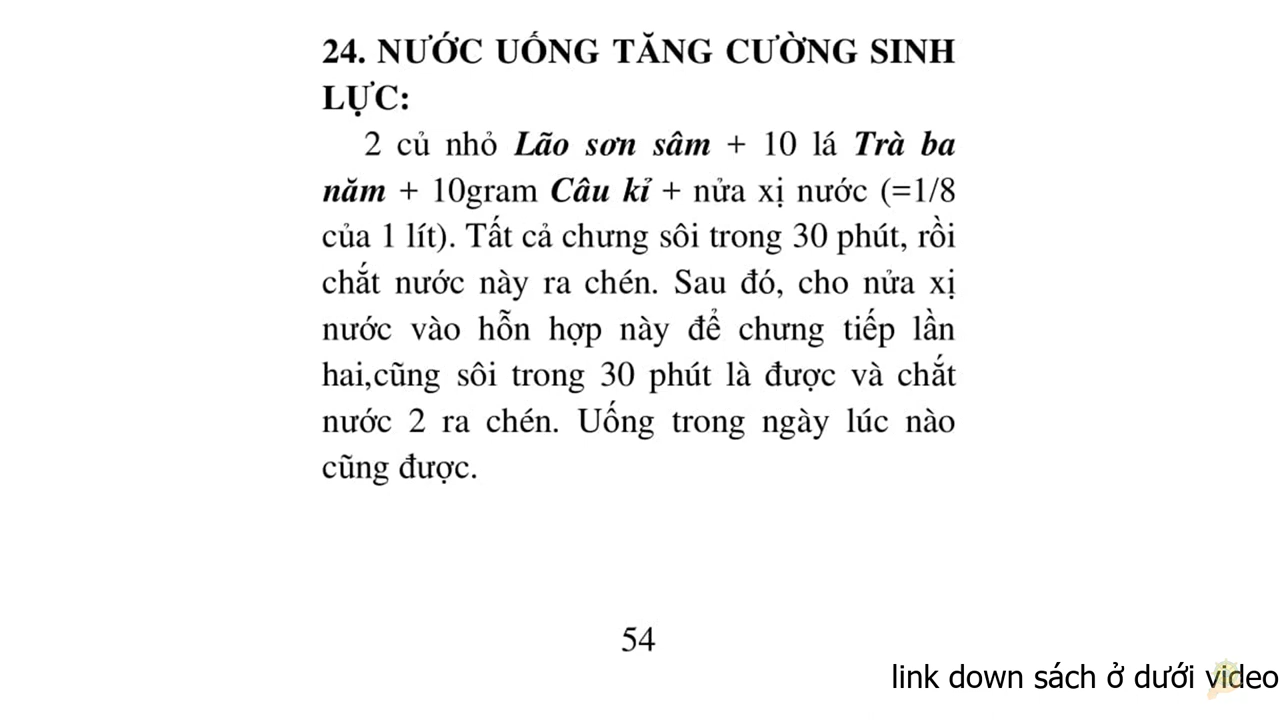 24. NƯỚC UỐNG TĂNG CƯỜNG SINH
LỰC:
2 củ nhỏ Lão sơn sâm + 10 lá Trà ba
năm + 10gram Câu kỉ + nửa xị nước (=1/8
của 1 lít). Tất cả chưng sôi trong 30 phút, rồi
chắt nước này ra chén. Sau đó, cho nửa xị
nước vào hỗn hợp này để chưng tiếp lần
hai,cũng sôi trong 30 phút là được và chắt
nước 2 ra chén. Uống trong ngày lúc nào
cũng được.
54
link down sách ở dưới video